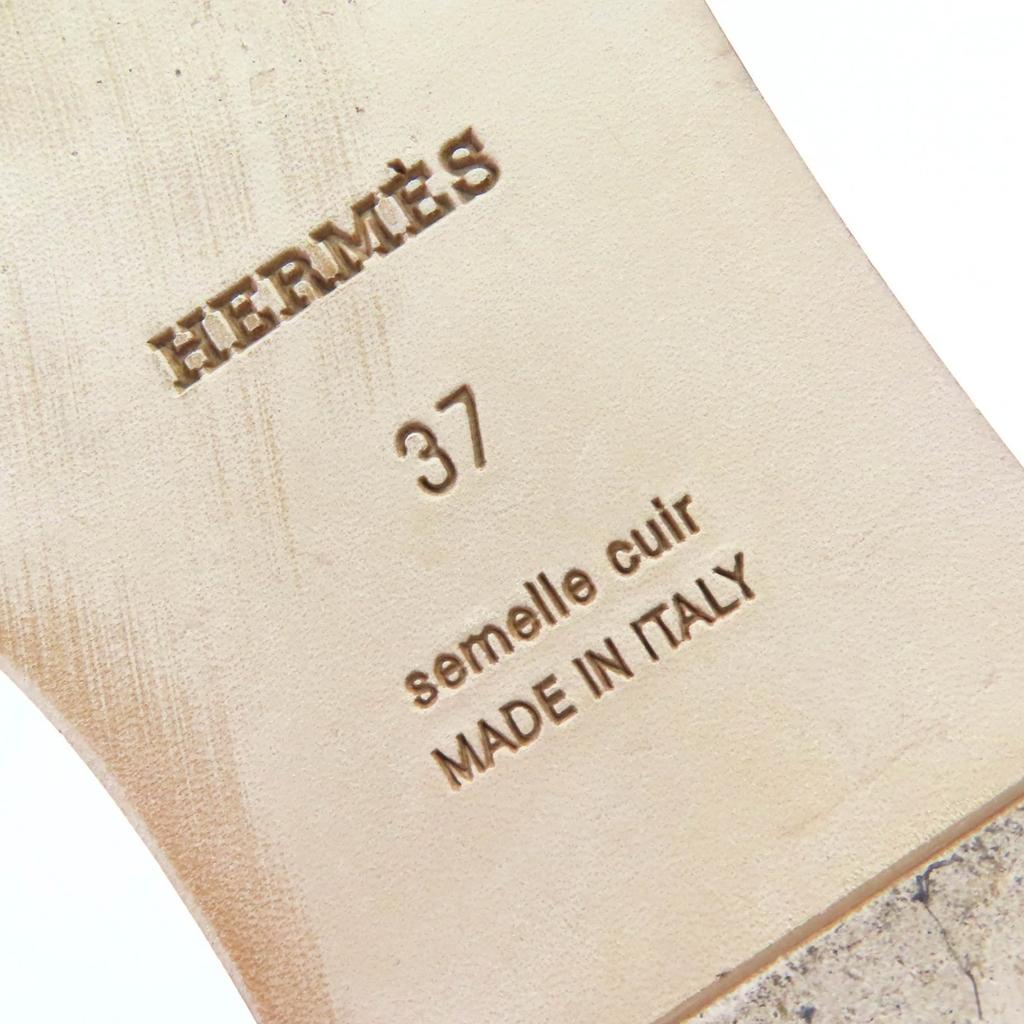 HERMÈS
37
semelle cuir
MADE IN ITALY